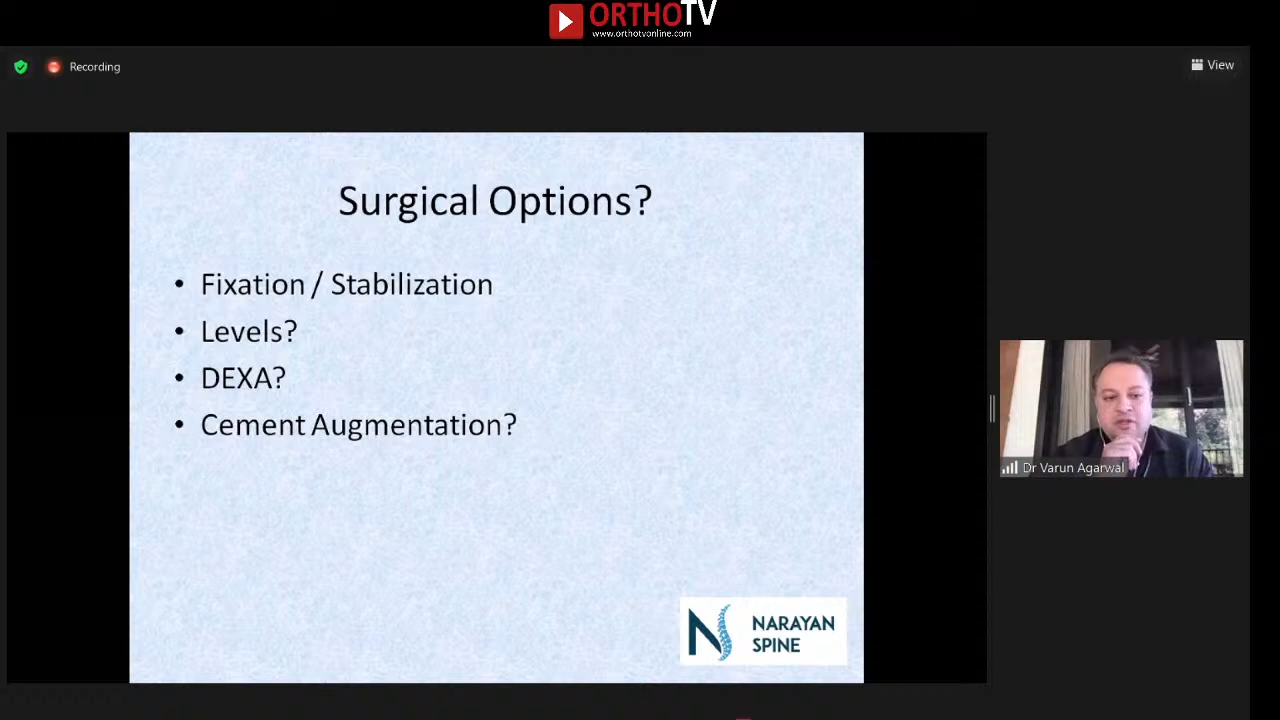 ORTHOTV
www.orthotvonline.com
Recording
View
Surgical Options?
• Fixation / Stabilization
• Levels?
• DEXA?
• Cement Augmentation?
Dr Varun Agarwal
N NARAYAN
SPINE